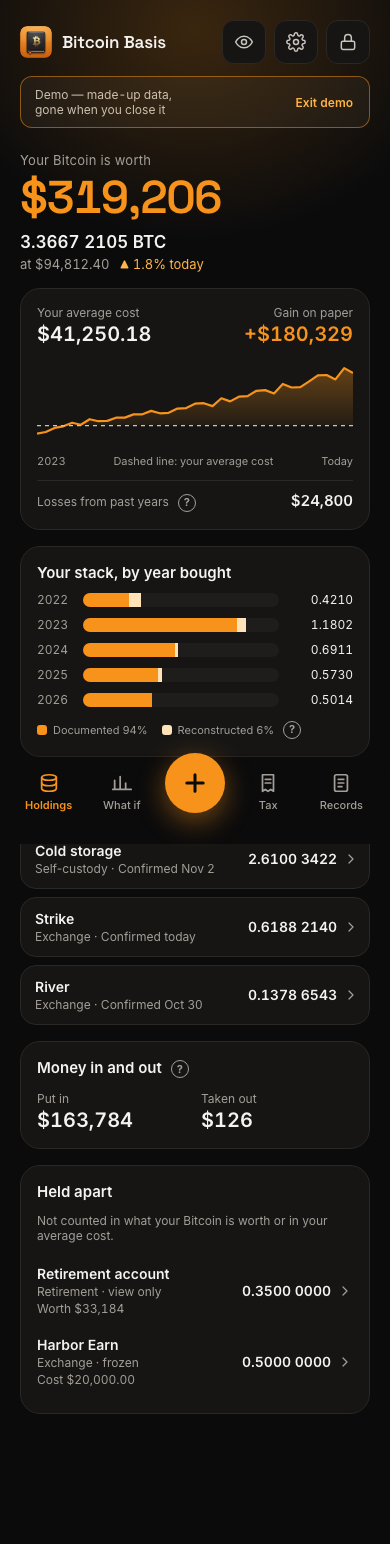 Bitcoin Basis
Demo — made-up data,
gone when you close it
Exit demo
Your Bitcoin is worth
$319,206
3.3667 2105 BTC
at $94,812.40 ▲ 1.8% today
Your average cost
Gain on paper
$41,250.18
+$180,329
2023
Dashed line: your average cost
Today
Losses from past years ?
$24,800
Your stack, by year bought
2022 0.4210
2023 1.1802
2024 0.6911
2025 0.5730
2026 0.5014
Documented 94% Reconstructed 6% ?
Holdings
What if
+
Tax
Records
Cold storage
Self-custody · Confirmed Nov 2
2.6100 3422
Strike
Exchange · Confirmed today
0.6188 2140
River
Exchange · Confirmed Oct 30
0.1378 6543
Money in and out ?
Put in
Taken out
$163,784
$126
Held apart
Not counted in what your Bitcoin is worth or in your
average cost.
Retirement account
Retirement · view only
Worth $33,184
0.3500 0000
Harbor Earn
Exchange · frozen
Cost $20,000.00
0.5000 0000